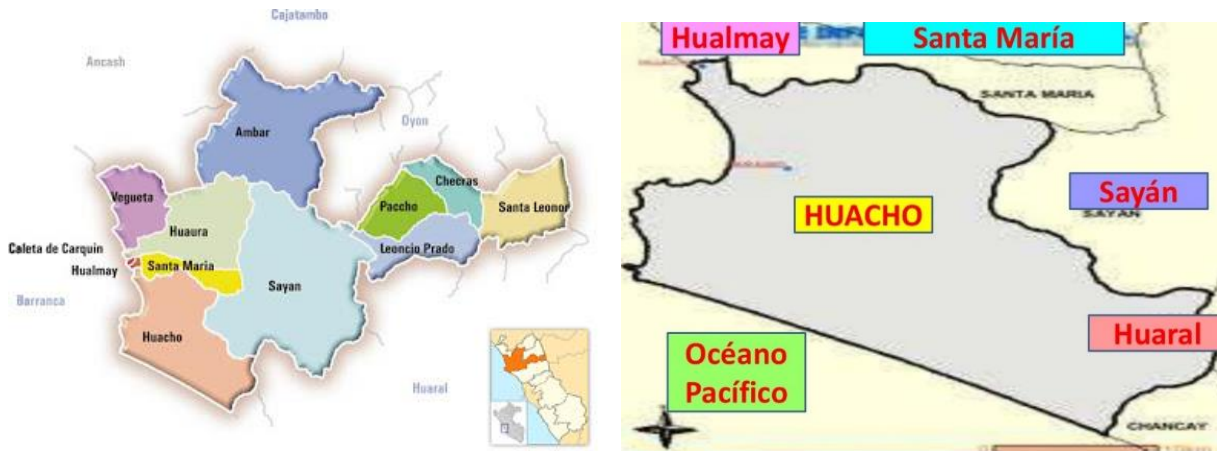 Cajatambo
Ancash
Ambar
Oyon
Checras
Vegueta
Paccho
Santa Leonor
Huaura
Leoncio Prado
Caleta de Carquin
Hualmay
Santa Maria
Sayan
Barranca
Huacho
Huaral
Hualmay
Santa María
SANTA MARIA
Sayán
SAYAN
HUACHO
Huaral
Océano
Pacífico
CHANCAY